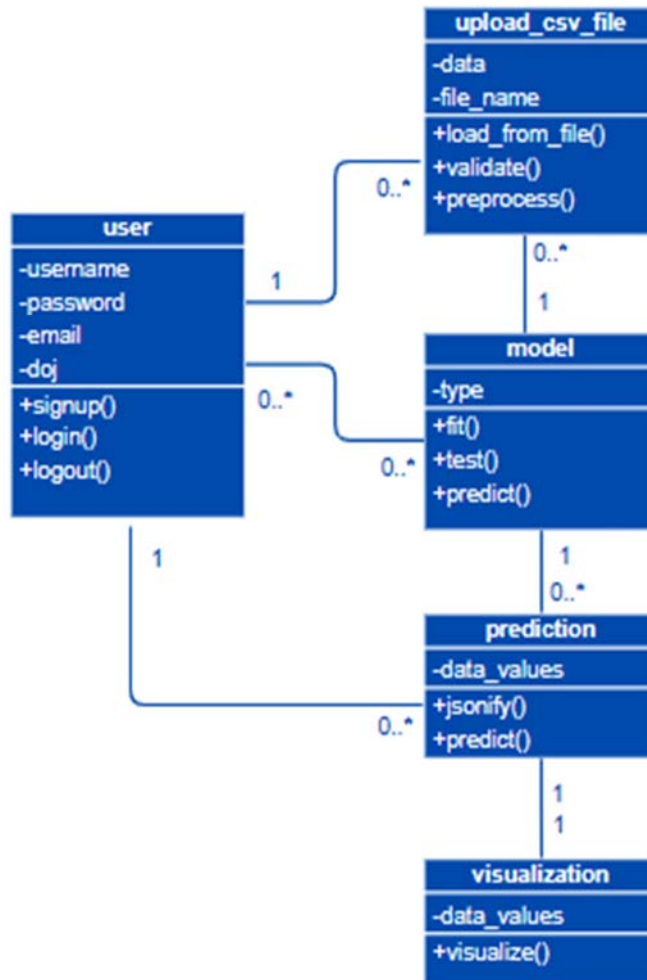 upload_csv_file
-data
-file_name
+load_from_file()
+validate()
+preprocess()
0..*
0..*
1
user
-username
-password
-email
-doj
+signup()
+login()
+logout()
1
0..*
0..*
1
model
-type
+fit()
+test()
+predict()
1
0..*
prediction
-data_values
+jsonify()
+predict()
1
0..*
1
1
visualization
-data_values
+visualize()